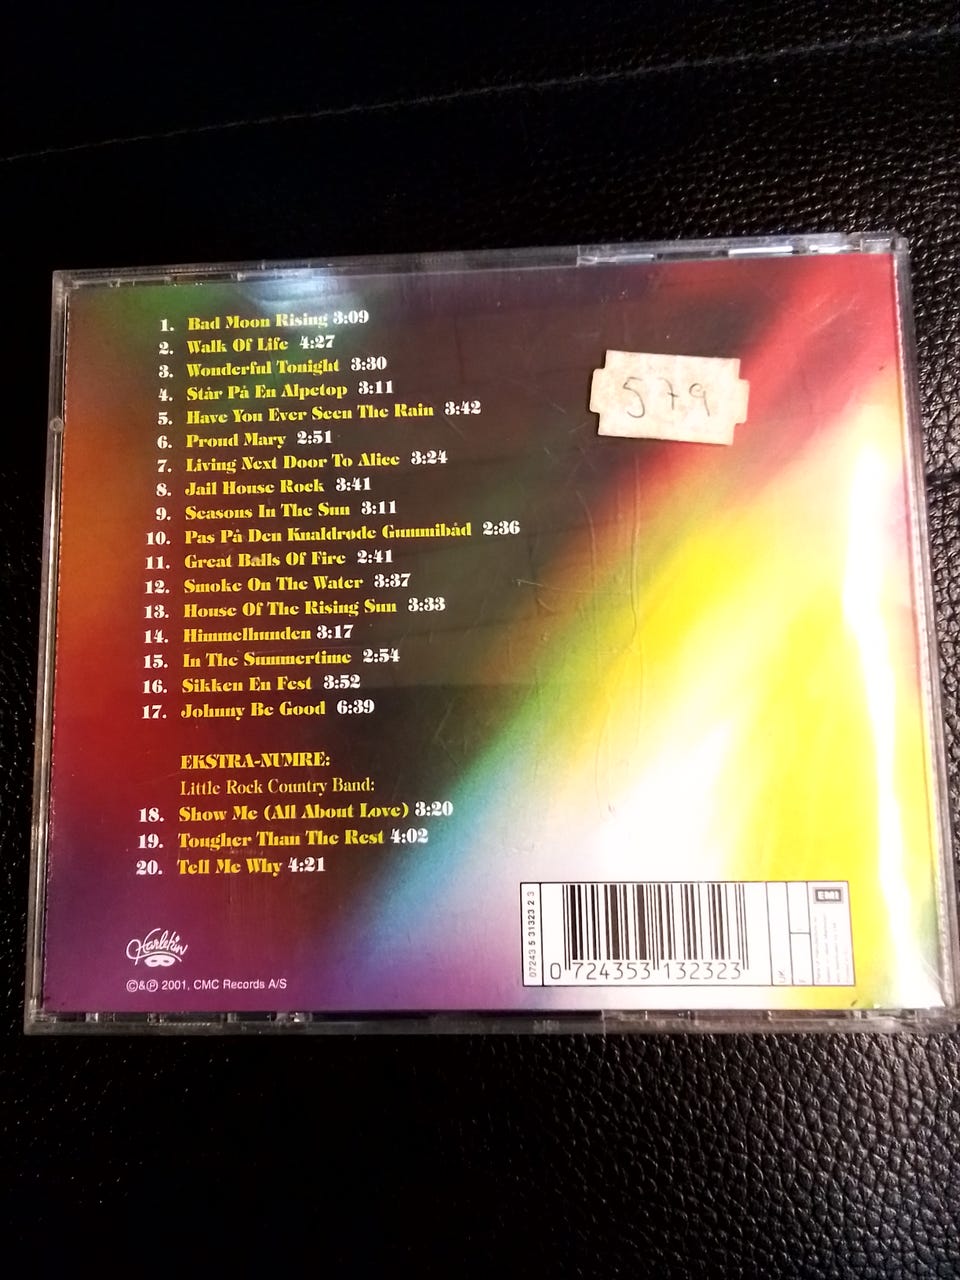 1. Bad Moon Rising 3:09
2. Walk Of Life 4:27
3. Wonderful Tonight 3:30
4. Står På En Alpetop 3:11
5. Have You Ever Seen The Rain 3:42
6. Proud Mary 2:51
7. Living Next Door To Alice 3:24
8. Jail House Rock 3:41
9. Seasons In The Sun 3:11
10. Pas På Den Knaldrøde Gummibåd 2:36
11. Great Balls Of Fire 2:41
12. Smoke On The Water 3:37
13. House Of The Rising Sun 3:33
14. Himmelhunden 3:17
15. In The Summertime 2:54
16. Sikken En Fest 3:52
17. Johnny Be Good 6:39
EKSTRA-NUMRE:
Little Rock Country Band:
18. Show Me (All About Love) 3:20
19. Tougher Than The Rest 4:02
20. Tell Me Why 4:21
579
Harlekin
©&℗ 2001, CMC Records A/S
07243 5 31323 2 3
0 724353 132323
EMI